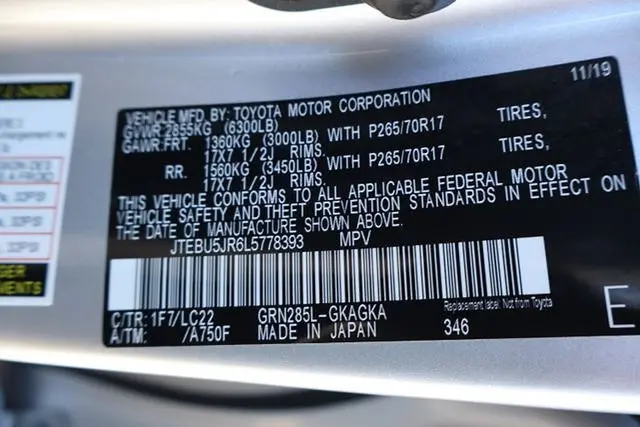 11/19
VEHICLE MFD. BY: TOYOTA MOTOR CORPORATION
GVWR: 2855KG (6300LB)
GAWR:FRT. 1360KG (3000LB) WITH P265/70R17 TIRES,
17X7 1/2J RIMS.
RR. 1560KG (3450LB) WITH P265/70R17 TIRES,
17X7 1/2J RIMS.
THIS VEHICLE CONFORMS TO ALL APPLICABLE FEDERAL MOTOR
VEHICLE SAFETY AND THEFT PREVENTION STANDARDS IN EFFECT ON
THE DATE OF MANUFACTURE SHOWN ABOVE.
JTEBU5JR6L5778393 MPV
Replacement label. Not from Toyota
C/TR: 1F7/LC22 GRN285L-GKAGKA
A/TM: /A750F MADE IN JAPAN 346 E